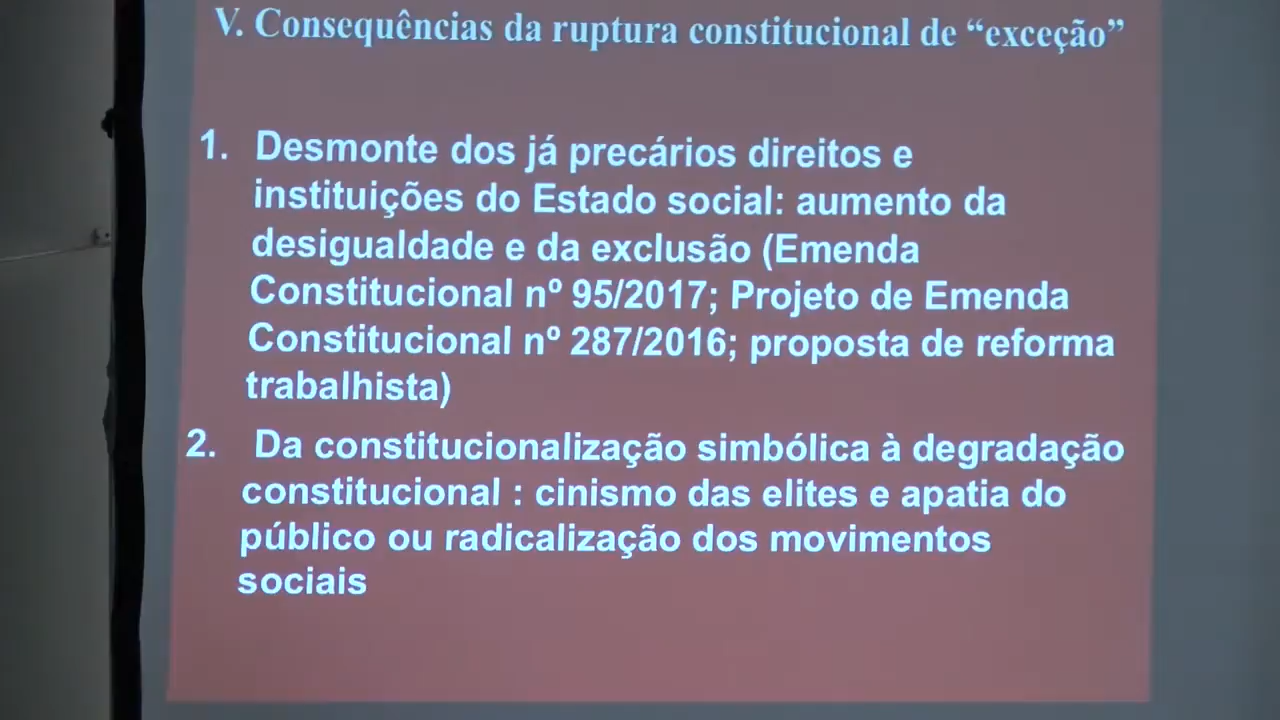 V. Consequências da ruptura constitucional de “exceção”
1. Desmonte dos já precários direitos e
instituições do Estado social: aumento da
desigualdade e da exclusão (Emenda
Constitucional nº 95/2017; Projeto de Emenda
Constitucional nº 287/2016; proposta de reforma
trabalhista)
2. Da constitucionalização simbólica à degradação
constitucional : cinismo das elites e apatia do
público ou radicalização dos movimentos
sociais